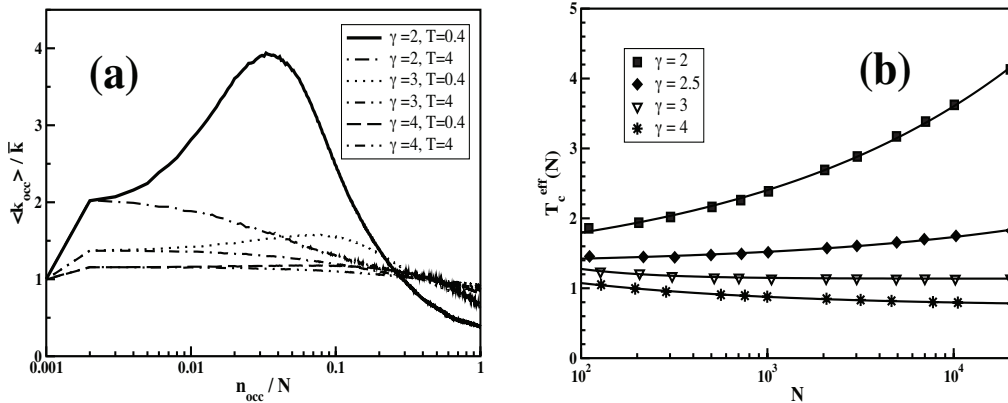 (a)
4
3
2
1
0
0.001
0.01
0.1
1
n_occ / N
<k_occ> / k̅
γ =2, T=0.4
γ =2, T=4
γ =3, T=0.4
γ =3, T=4
γ =4, T=0.4
γ =4, T=4
(b)
5
4
3
2
1
0
10^2
10^3
10^4
N
T_c^eff(N)
γ = 2
γ = 2.5
γ = 3
γ = 4